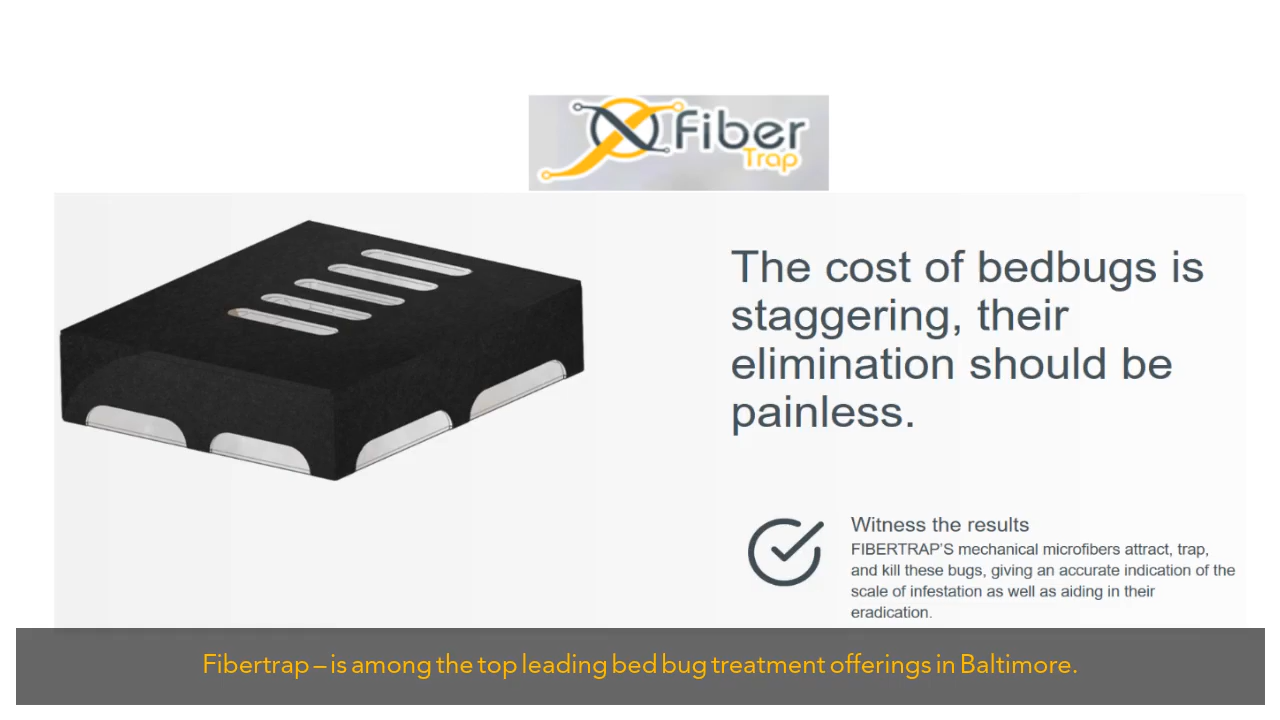 Fiber
Trap
The cost of bedbugs is
staggering, their
elimination should be
painless.
Witness the results
FIBERTRAP'S mechanical microfibers attract, trap,
and kill these bugs, giving an accurate indication of the
scale of infestation as well as aiding in their
eradication.
Fibertrap – is among the top leading bed bug treatment offerings in Baltimore.